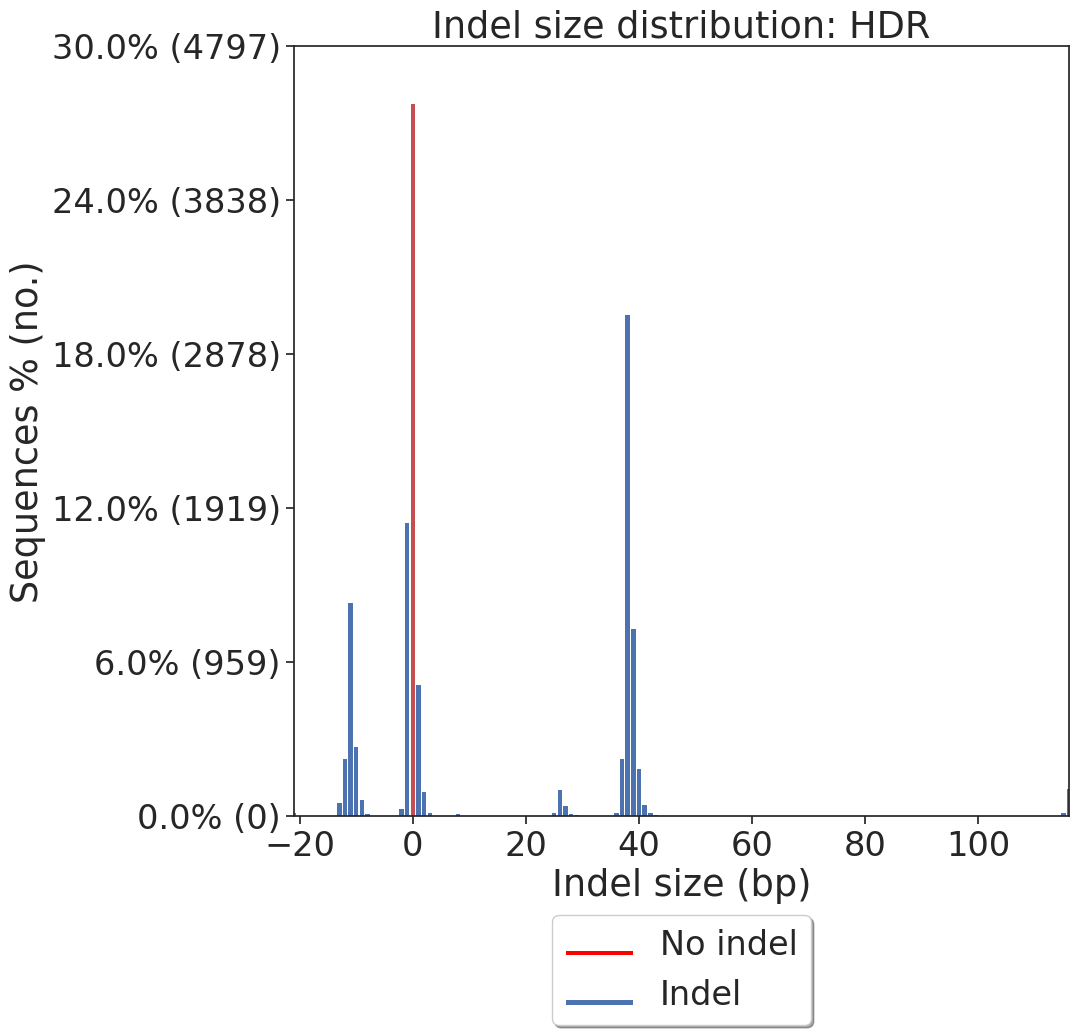 Indel size distribution: HDR
30.0% (4797)
24.0% (3838)
18.0% (2878)
12.0% (1919)
6.0% (959)
0.0% (0)
Sequences % (no.)
−20 0 20 40 60 80 100
Indel size (bp)
No indel
Indel